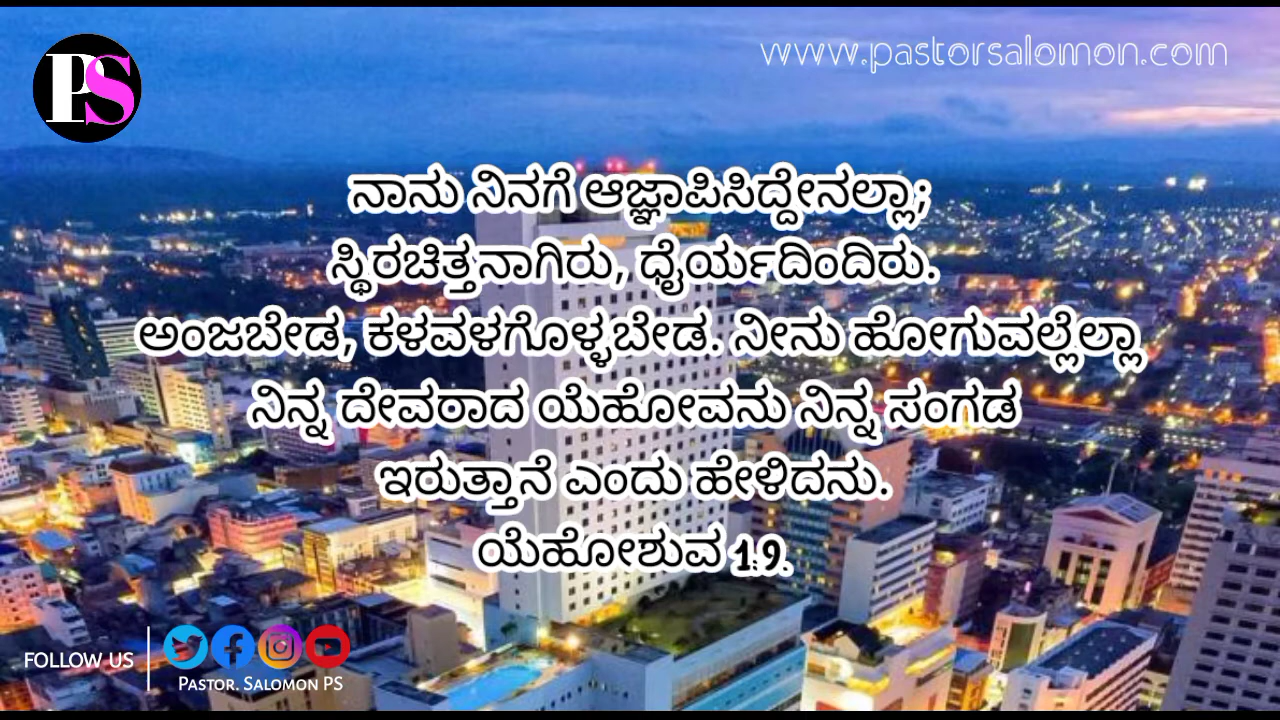 PS
www.pastorsalomon.com
ನಾನು ನಿನಗೆ ಆಜ್ಞಾಪಿಸಿದ್ದೇನಲ್ಲಾ;
ಸ್ಥಿರಚಿತ್ತನಾಗಿರು, ಧೈರ್ಯದಿಂದಿರು.
ಅಂಜಬೇಡ, ಕಳವಳಗೊಳ್ಳಬೇಡ. ನೀನು ಹೋಗುವಲ್ಲೆಲ್ಲಾ
ನಿನ್ನ ದೇವರಾದ ಯೆಹೋವನು ನಿನ್ನ ಸಂಗಡ
ಇರುತ್ತಾನೆ ಎಂದು ಹೇಳಿದನು.
ಯೆಹೋಶುವ 1:9.
FOLLOW US
PASTOR. SALOMON PS